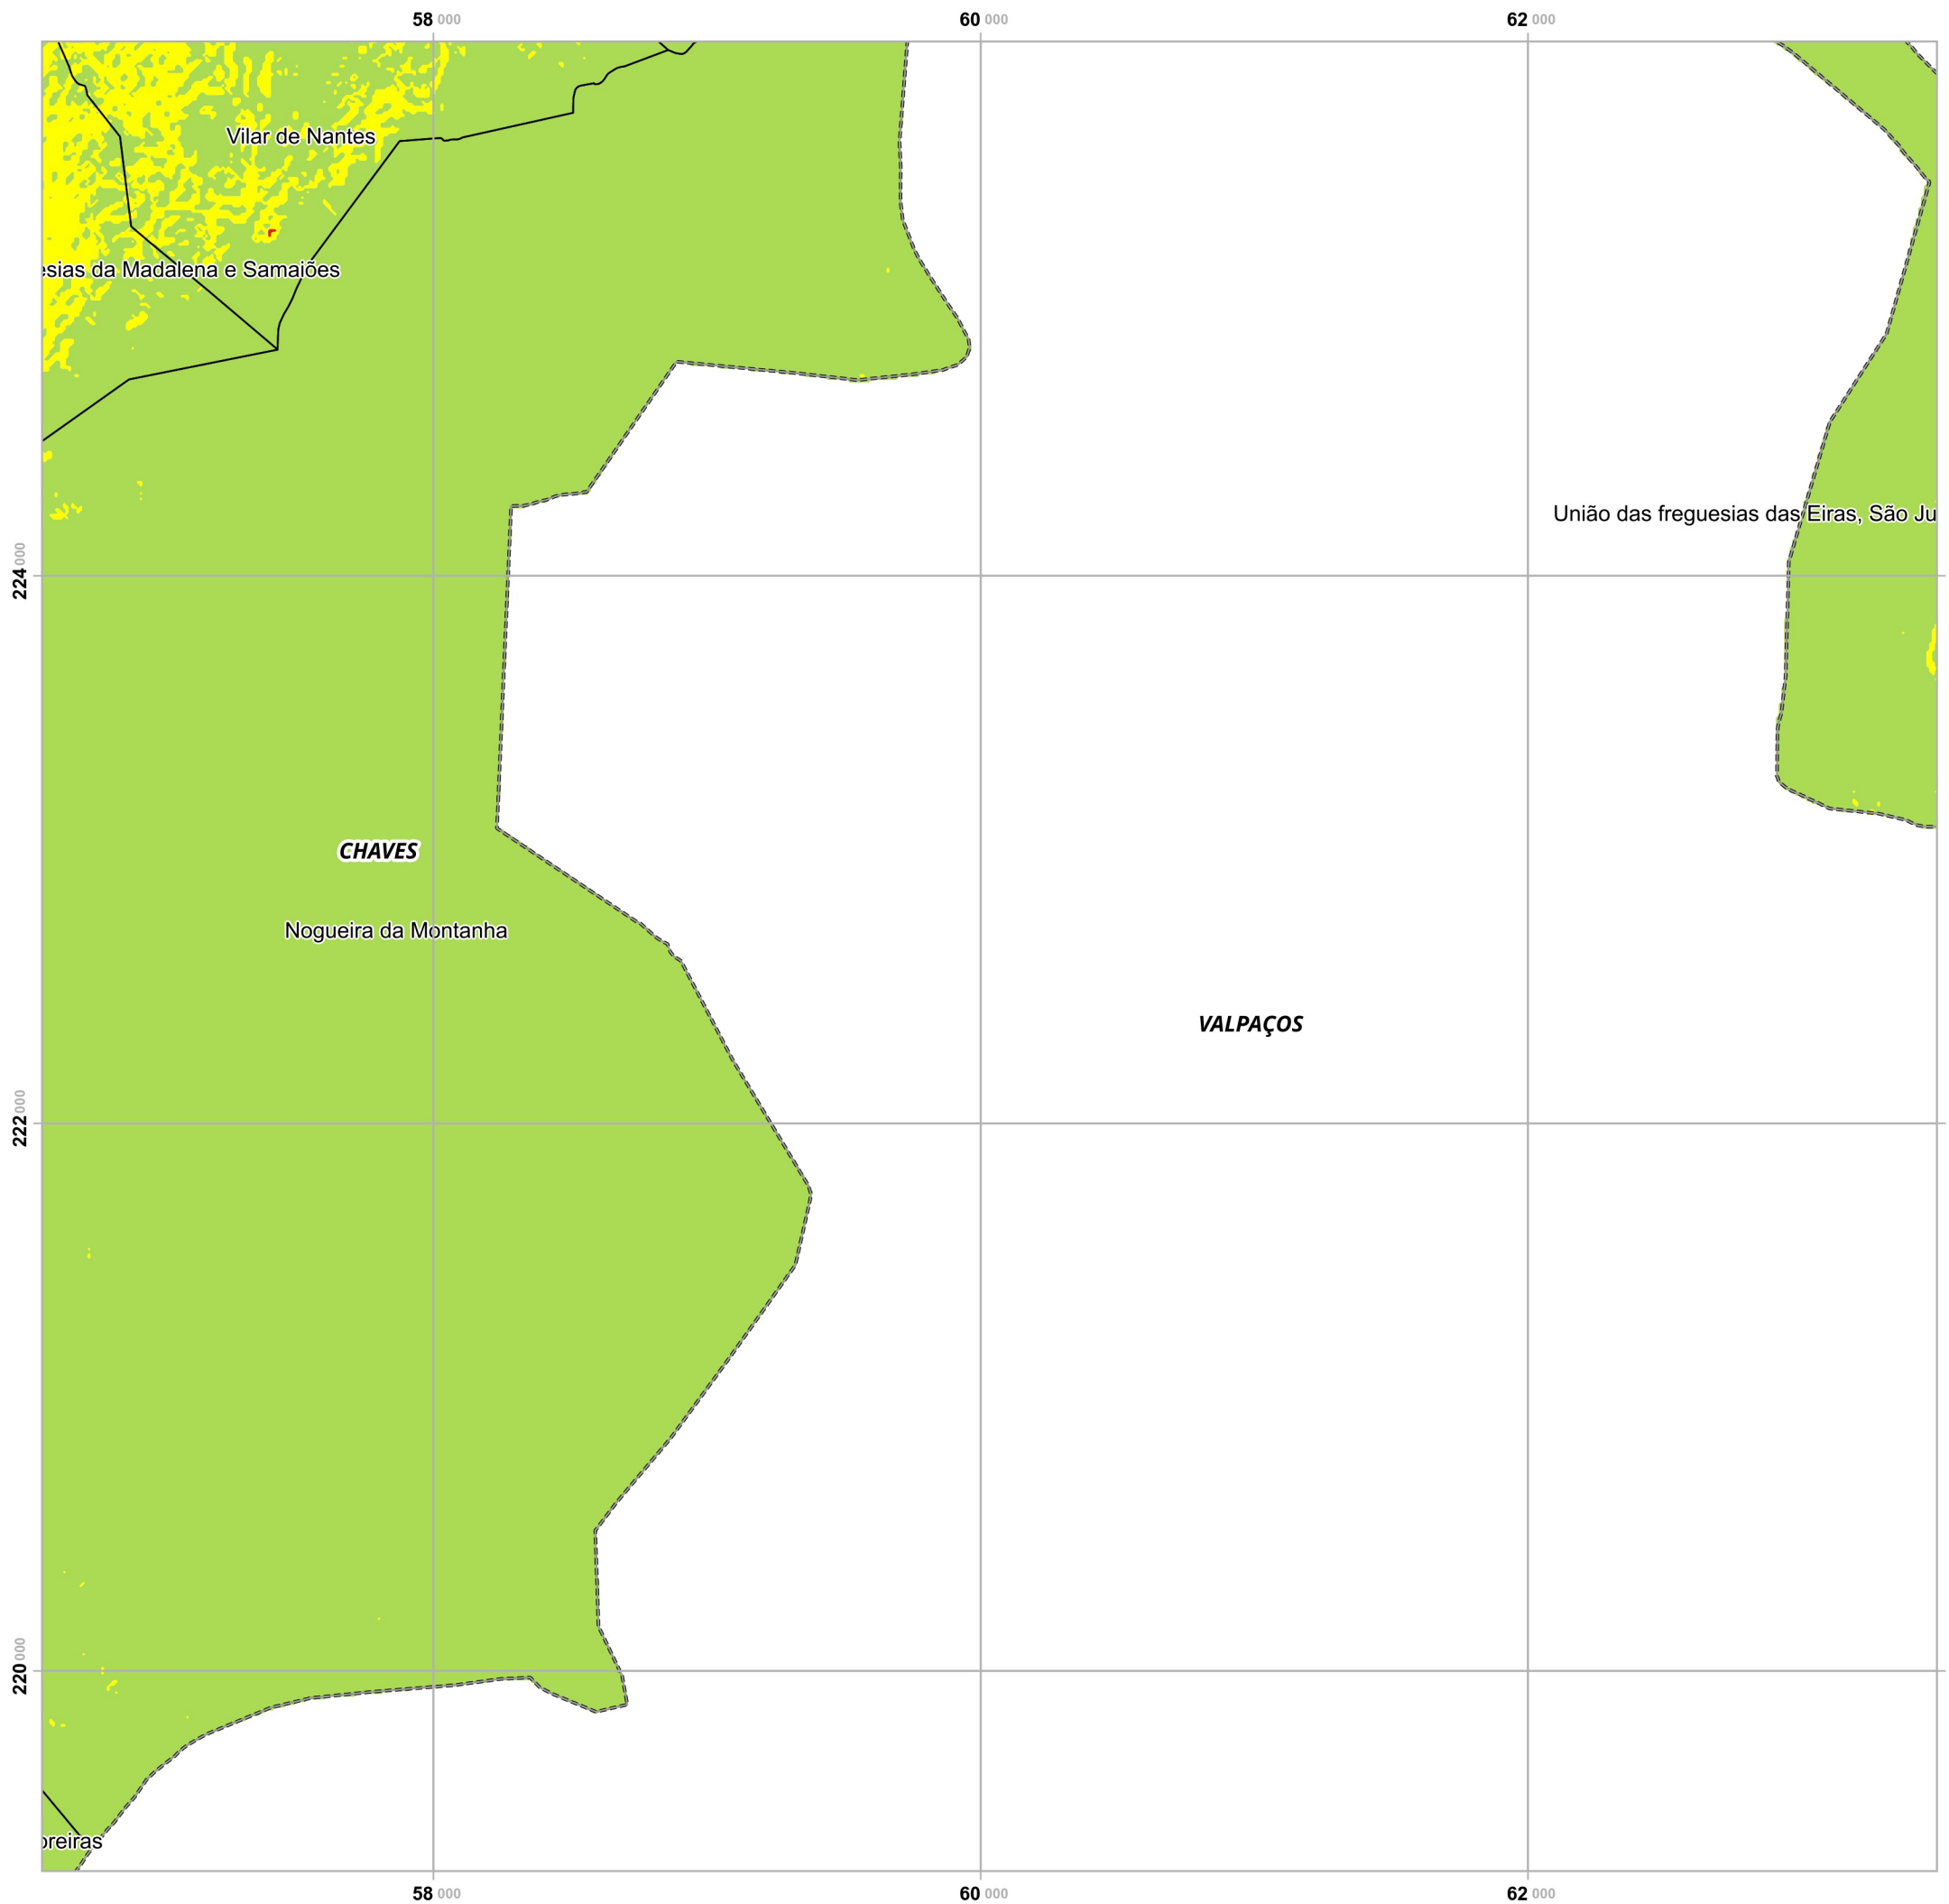 58 000 60 000 62 000
Vilar de Nantes
esias da Madalena e Samaiões
União das freguesias das Eiras, São Ju
224 000
CHAVES
Nogueira da Montanha
VALPAÇOS
222 000
220 000
oreiras
58 000 60 000 62 000